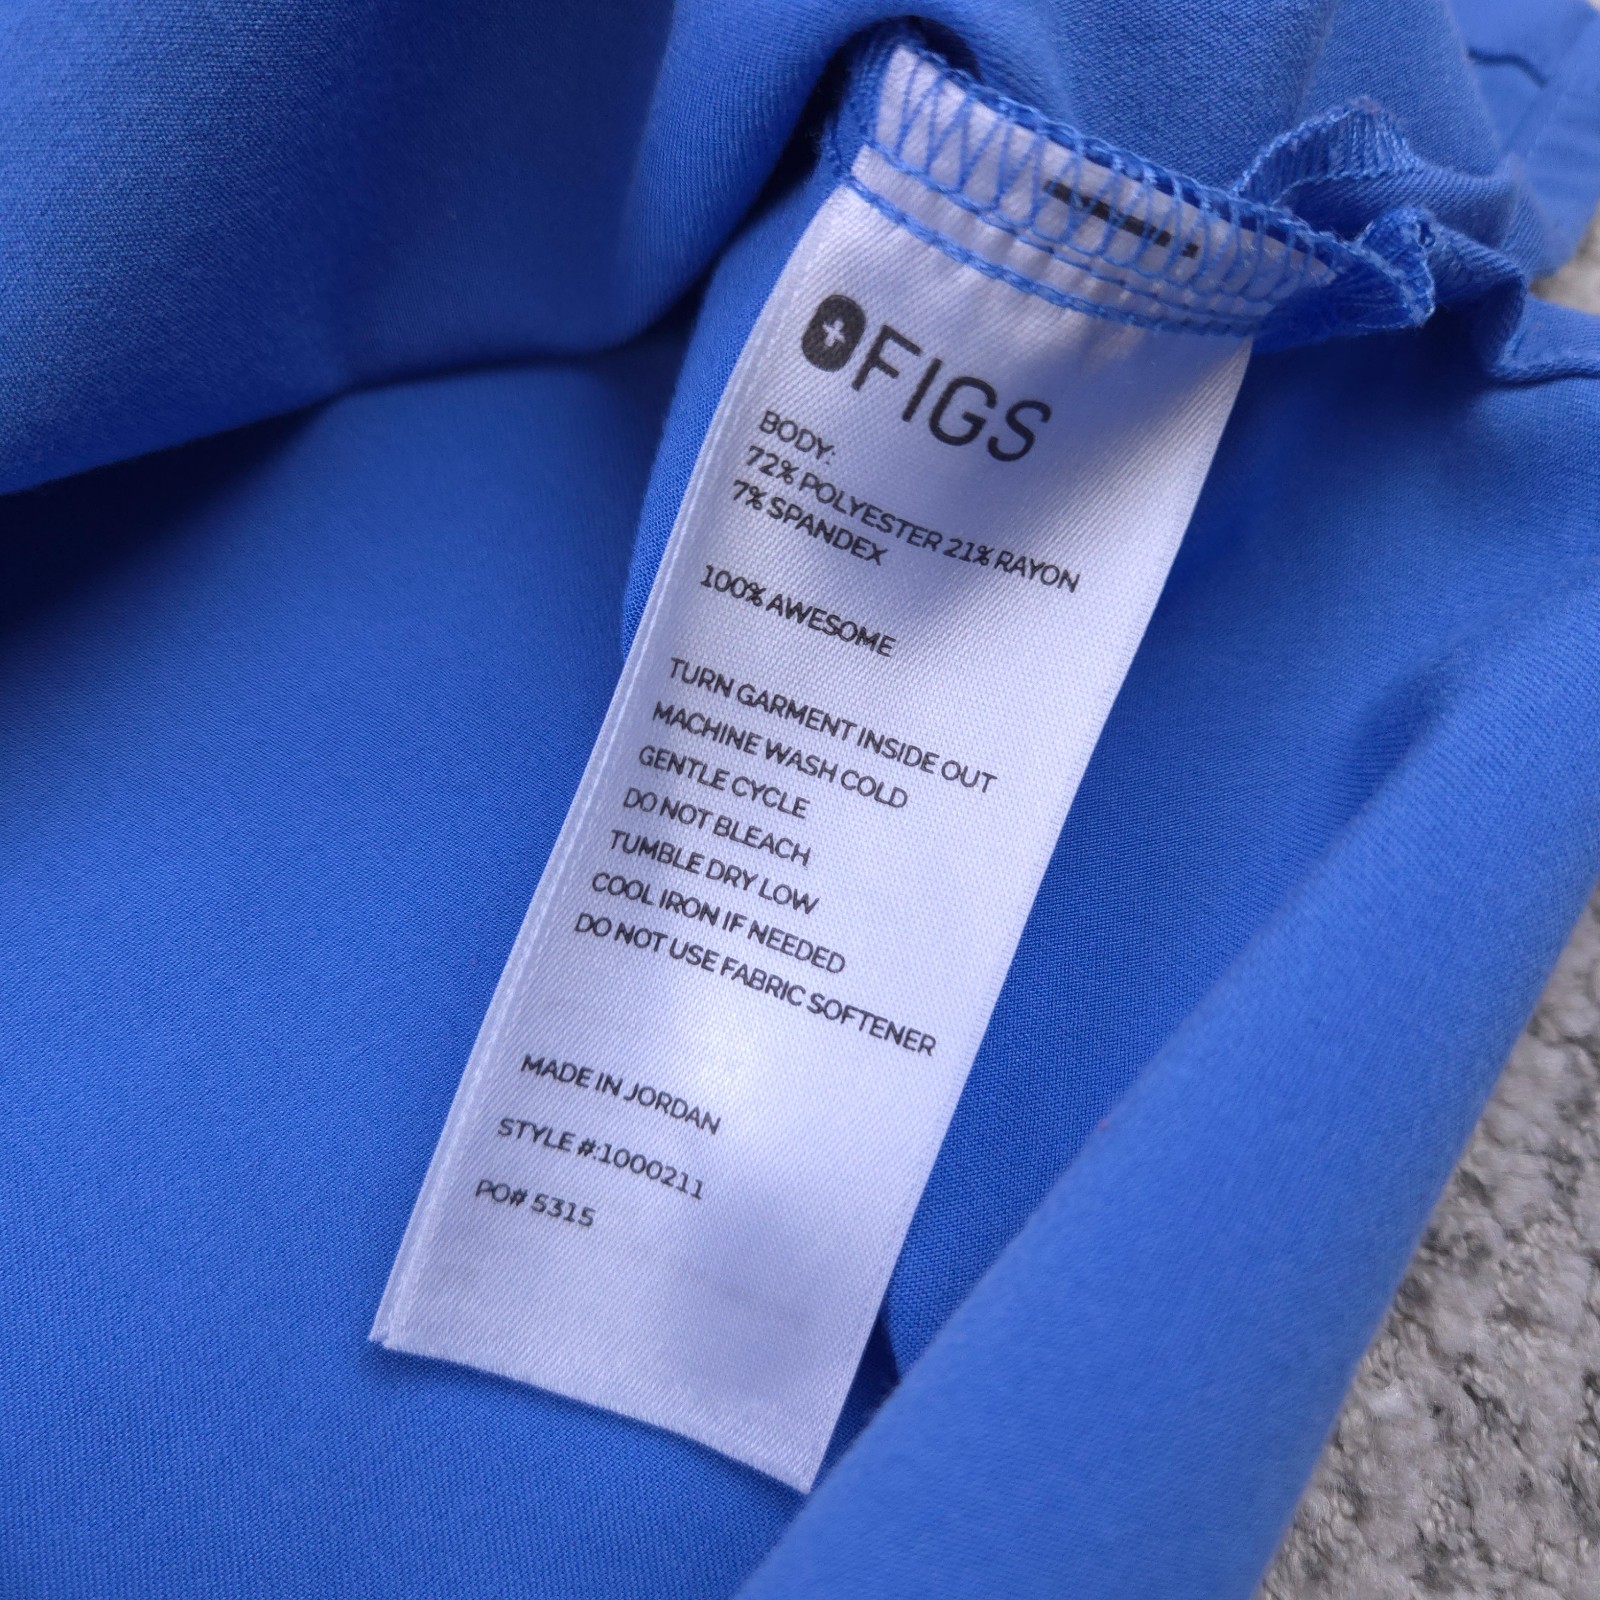 FIGS
BODY:
72% POLYESTER 21% RAYON
7% SPANDEX
100% AWESOME
TURN GARMENT INSIDE OUT
MACHINE WASH COLD
GENTLE CYCLE
DO NOT BLEACH
TUMBLE DRY LOW
COOL IRON IF NEEDED
DO NOT USE FABRIC SOFTENER
MADE IN JORDAN
STYLE #:1000211
PO# 5315